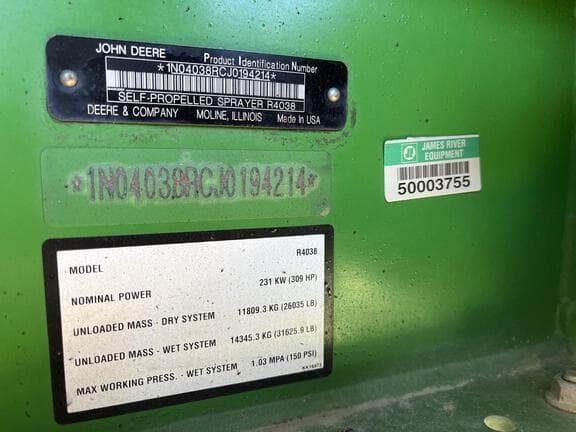 JOHN DEERE
Product Identification Number
*1N04038RCJ0194214*
SELF-PROPELLED SPRAYER R4038
DEERE & COMPANY MOLINE, ILLINOIS Made In USA
*1N04038RCJ0194214*
JAMES RIVER
EQUIPMENT
50003755
MODEL R4038
NOMINAL POWER 231 KW (309 HP)
UNLOADED MASS - DRY SYSTEM 11809.3 KG (26035 LB)
UNLOADED MASS - WET SYSTEM 14345.3 KG (31625.9 LB)
MAX WORKING PRESS. - WET SYSTEM 1.03 MPA (150 PSI)